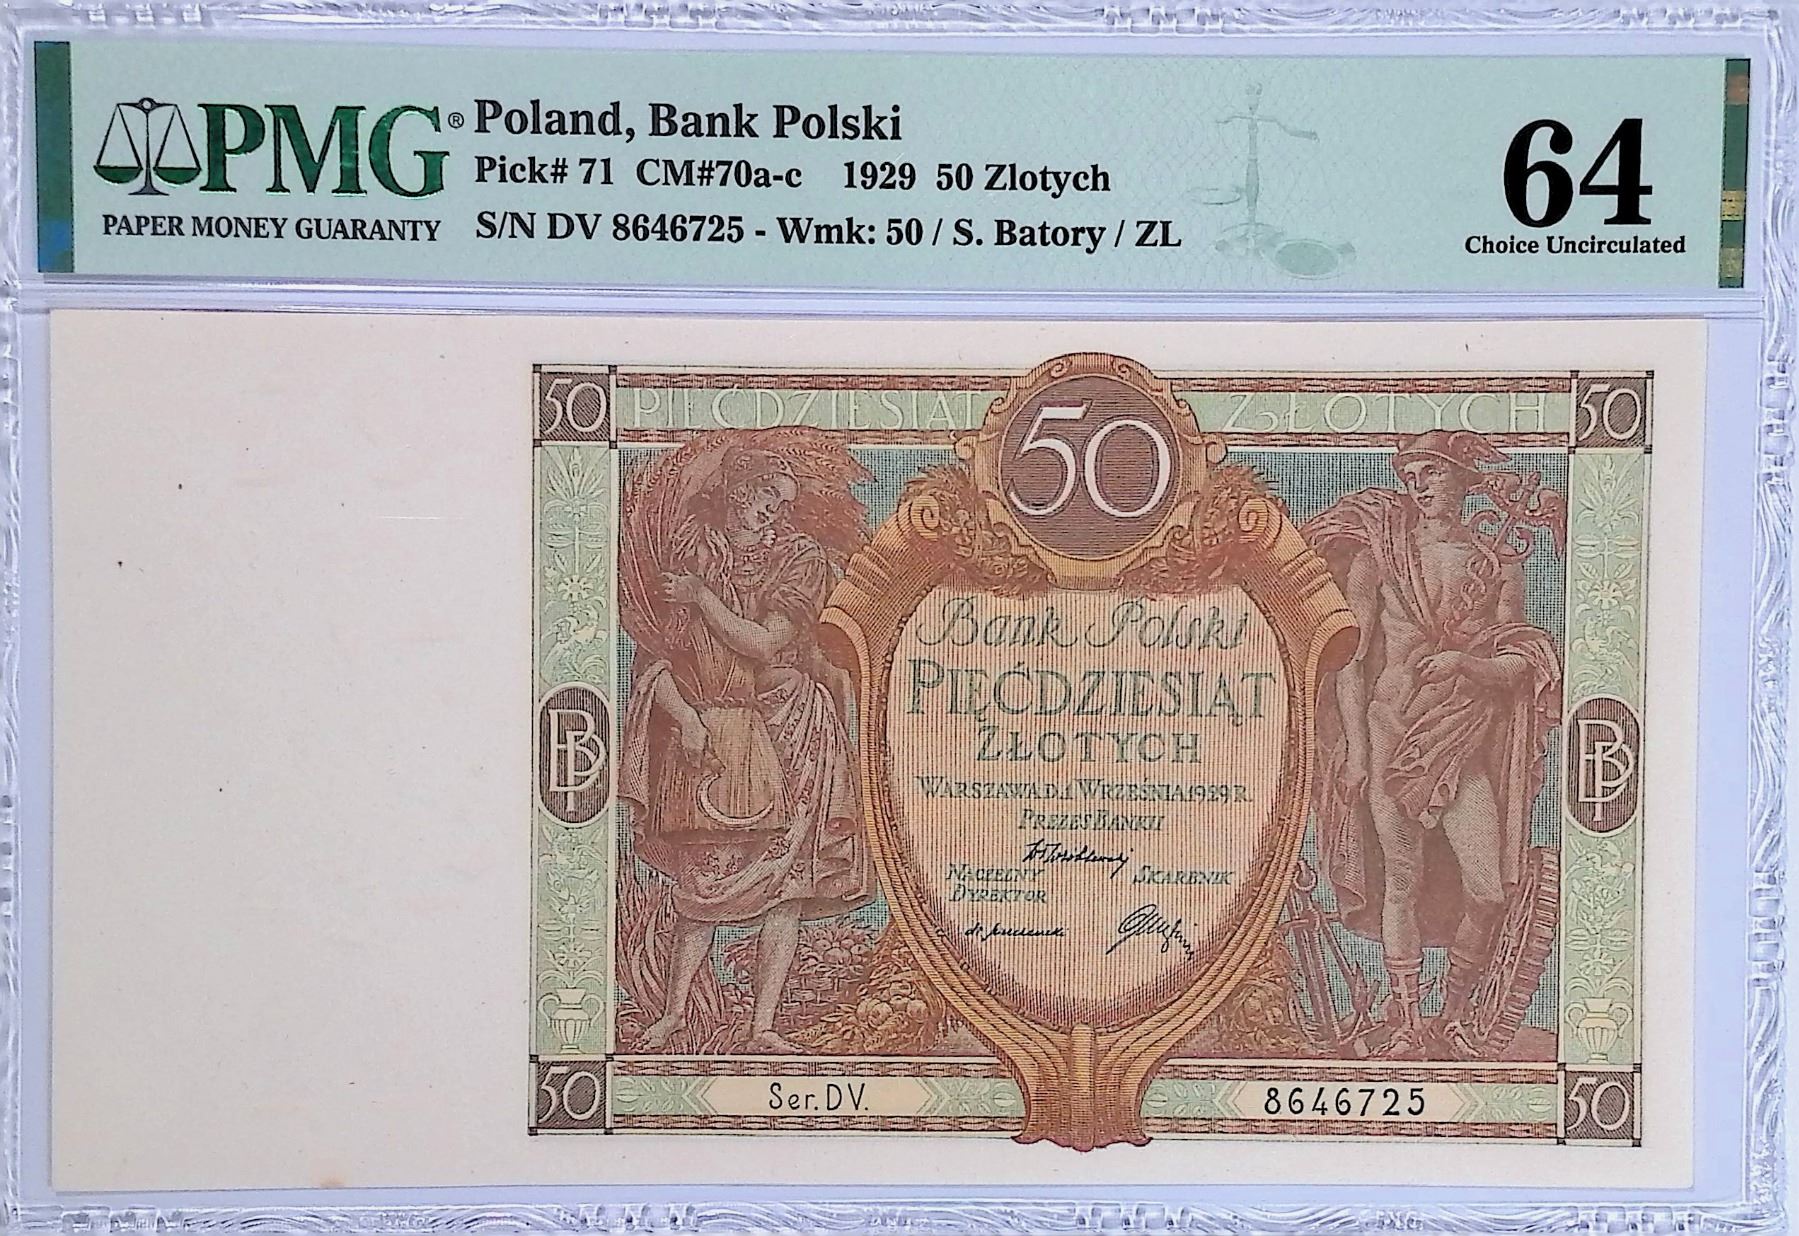 PMG®
PAPER MONEY GUARANTY
Poland, Bank Polski
Pick# 71 CM#70a-c 1929 50 Zlotych
S/N DV 8646725 - Wmk: 50 / S. Batory / ZL
64
Choice Uncirculated
50 PIĘĆDZIESIĄT 50 ZŁOTYCH 50
Bank Polski
PIĘĆDZIESIĄT
ZŁOTYCH
WARSZAWA D. 1 WRZEŚNIA 1929 R.
PREZES BANKU
NACZELNY SKARBNIK
DYREKTOR
BP BP
50 Ser. DV. 8646725 50